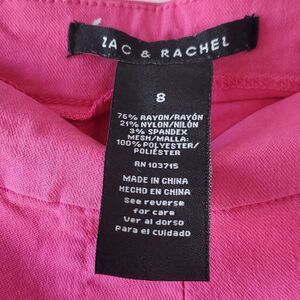 ZAC & RACHEL
8
76% RAYON/RAYÓN
21% NYLON/NILÓN
3% SPANDEX
MESH/MALLA:
100% POLYESTER/
POLIÉSTER
RN 103715
MADE IN CHINA
HECHO EN CHINA
See reverse
for care
Ver al dorso
Para el cuidado